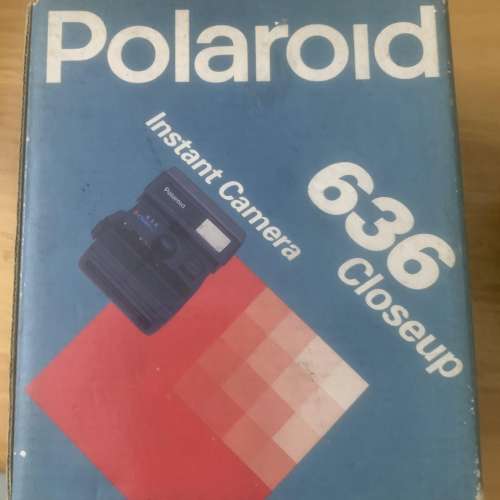 Polaroid
Instant Camera
636
Closeup
Polaroid